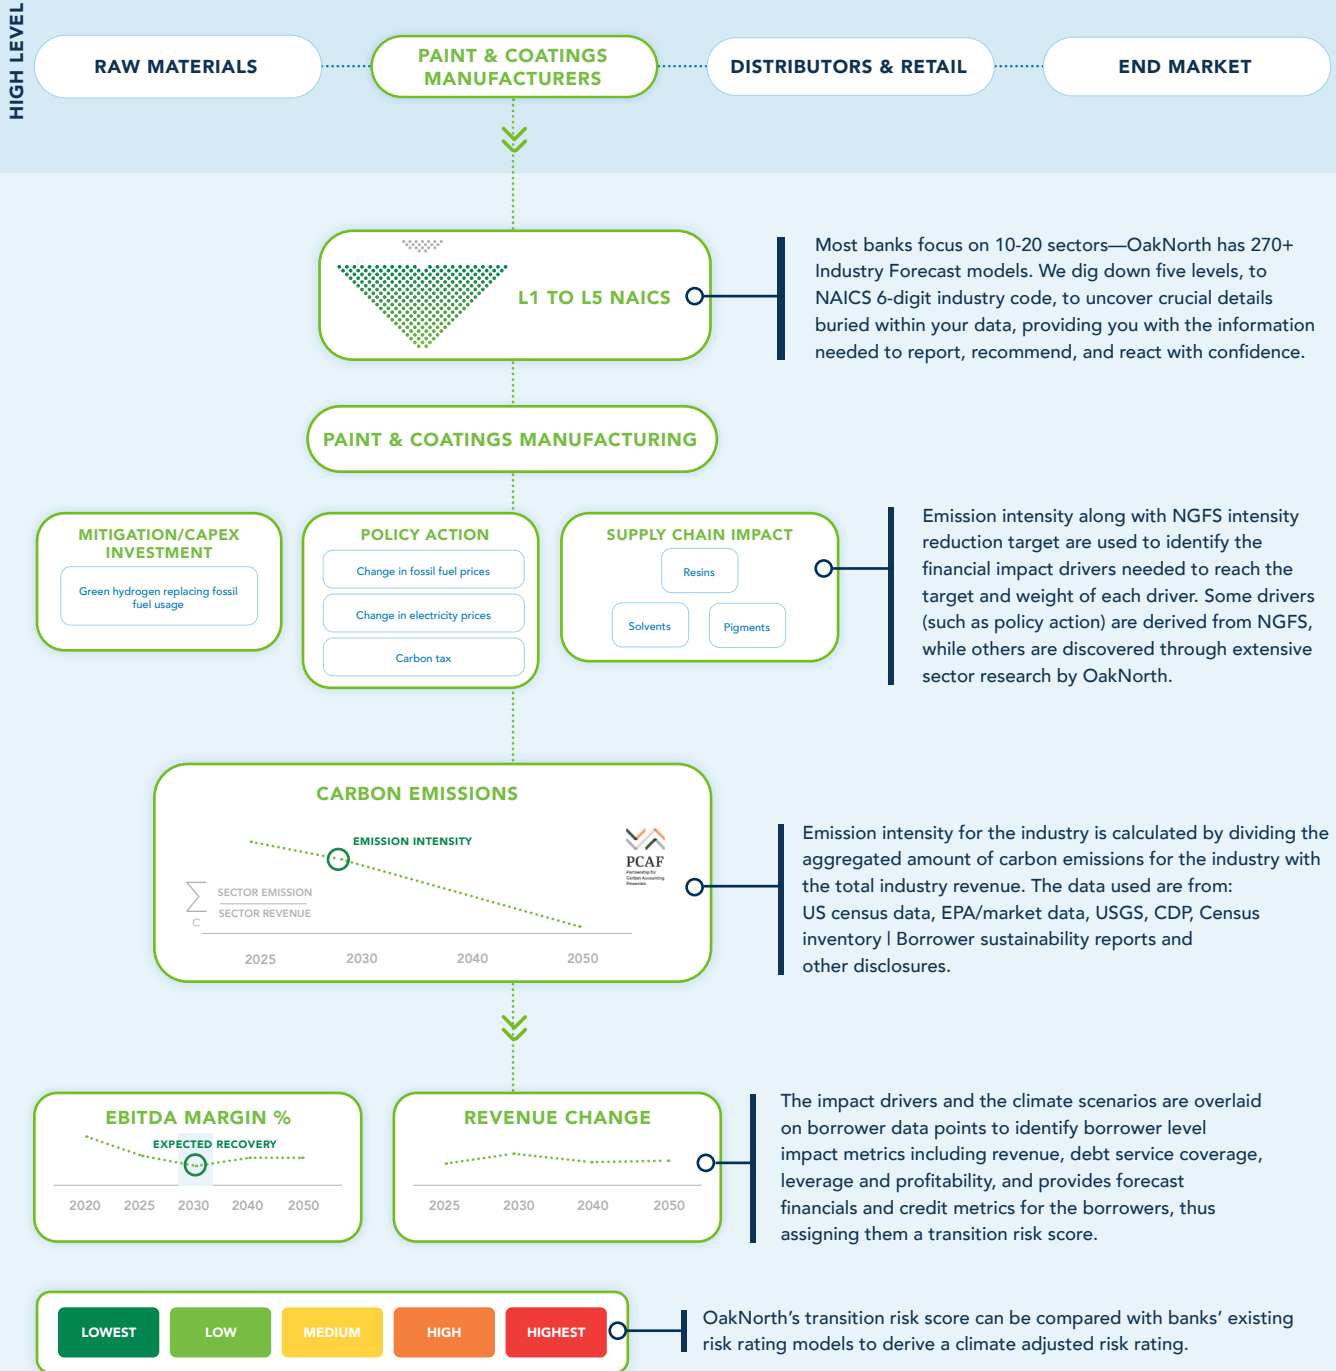 HIGH LEVEL
RAW MATERIALS
PAINT & COATINGS
MANUFACTURERS
DISTRIBUTORS & RETAIL
END MARKET
L1 TO L5 NAICS
Most banks focus on 10-20 sectors—OakNorth has 270+
Industry Forecast models. We dig down five levels, to
NAICS 6-digit industry code, to uncover crucial details
buried within your data, providing you with the information
needed to report, recommend, and react with confidence.
PAINT & COATINGS MANUFACTURING
MITIGATION/CAPEX
INVESTMENT
Green hydrogen replacing fossil
fuel usage
POLICY ACTION
Change in fossil fuel prices
Change in electricity prices
Carbon tax
SUPPLY CHAIN IMPACT
Resins
Solvents
Pigments
Emission intensity along with NGFS intensity
reduction target are used to identify the
financial impact drivers needed to reach the
target and weight of each driver. Some drivers
(such as policy action) are derived from NGFS,
while others are discovered through extensive
sector research by OakNorth.
CARBON EMISSIONS
EMISSION INTENSITY
∑
C
SECTOR EMISSION
SECTOR REVENUE
PCAF
Partnership for
Carbon Accounting
Financials
2025
2030
2040
2050
Emission intensity for the industry is calculated by dividing the
aggregated amount of carbon emissions for the industry with
the total industry revenue. The data used are from:
US census data, EPA/market data, USGS, CDP, Census
inventory | Borrower sustainability reports and
other disclosures.
EBITDA MARGIN %
EXPECTED RECOVERY
2020
2025
2030
2040
2050
REVENUE CHANGE
2025
2030
2040
2050
The impact drivers and the climate scenarios are overlaid
on borrower data points to identify borrower level
impact metrics including revenue, debt service coverage,
leverage and profitability, and provides forecast
financials and credit metrics for the borrowers, thus
assigning them a transition risk score.
LOWEST
LOW
MEDIUM
HIGH
HIGHEST
OakNorth's transition risk score can be compared with banks' existing
risk rating models to derive a climate adjusted risk rating.